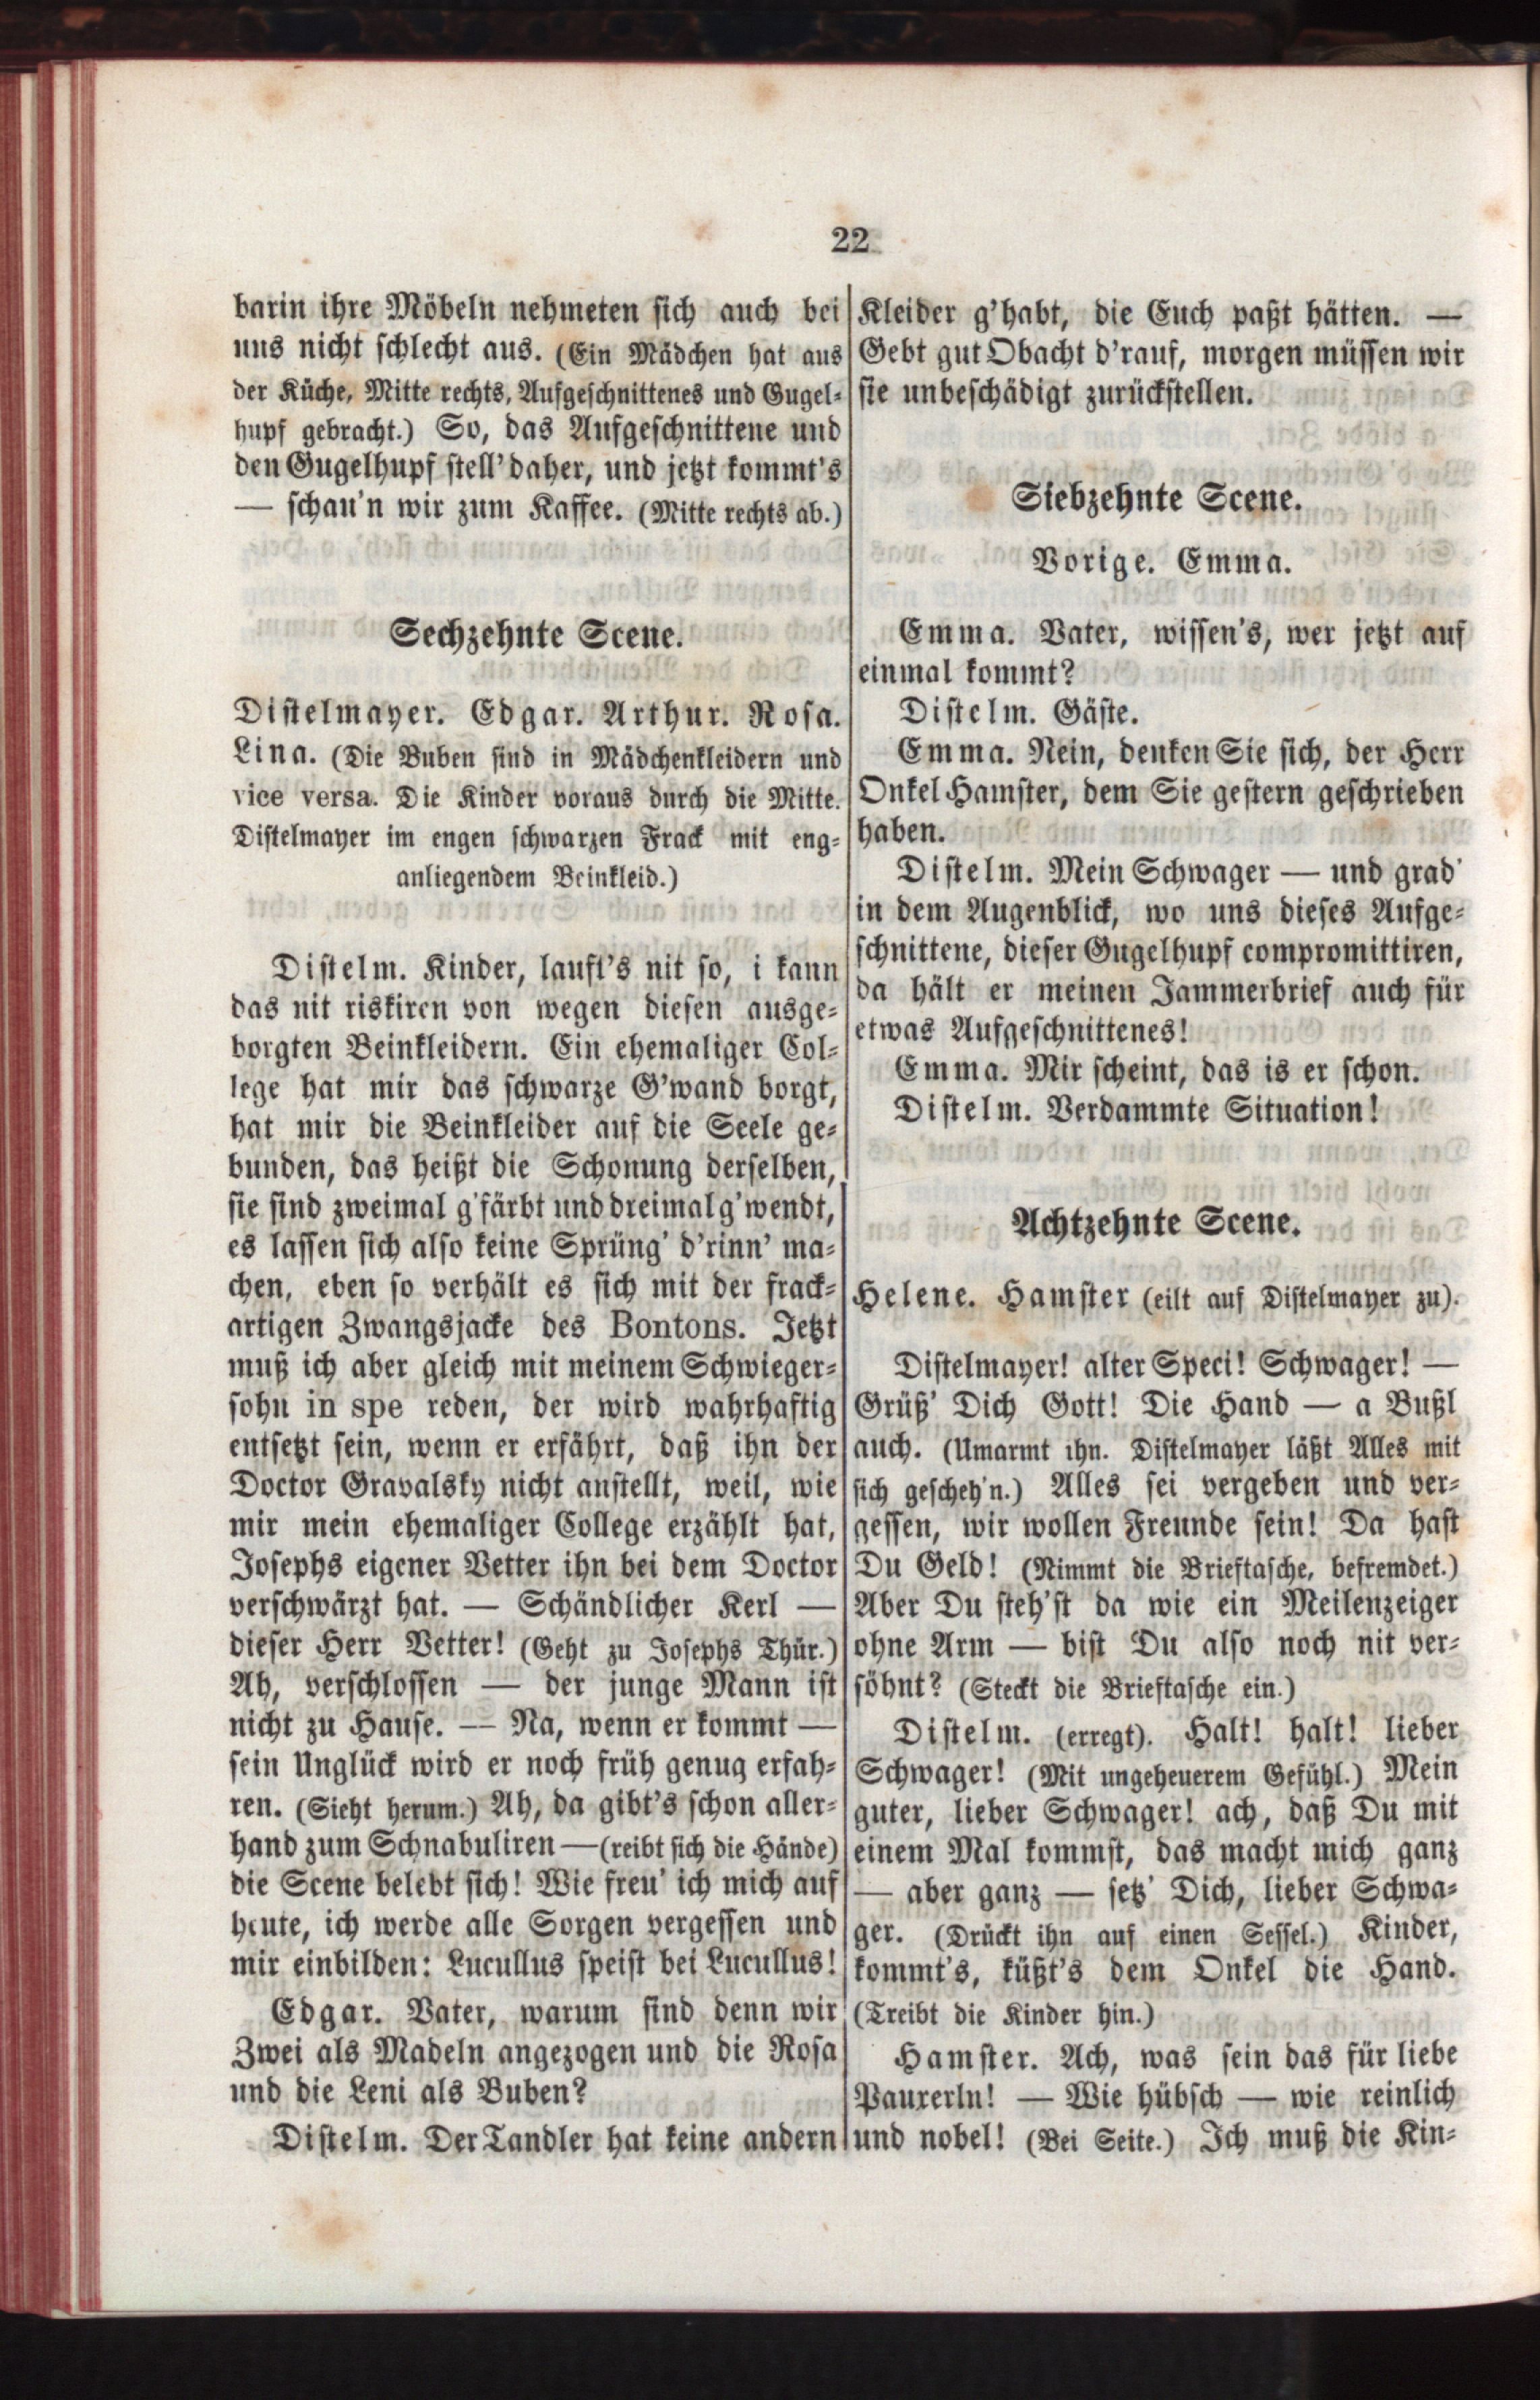 22
barin ihre Möbeln nehmeten sich auch bei
uns nicht schlecht aus. (Ein Mädchen hat aus
der Küche, Mitte rechts, Aufgeschnittenes und Gugel-
hupf gebracht.) So, das Aufgeschnittene und
den Gugelhupf stell' daher, und jetzt kommt's
— schau'n wir zum Kaffee. (Mitte rechts ab.)
Sechzehnte Scene.
Distelmayer. Edgar. Arthur. Rosa.
Lina. (Die Buben sind in Mädchenkleidern und
vice versa. Die Kinder voraus durch die Mitte.
Distelmayer im engen schwarzen Frack mit eng-
anliegendem Beinkleid.)
Distelm. Kinder, lauft's nit so, i kann
das nit riskiren von wegen diesen ausge-
borgten Beinkleidern. Ein ehemaliger Col-
lege hat mir das schwarze G'wand borgt,
hat mir die Beinkleider auf die Seele ge-
bunden, das heißt die Schonung derselben,
sie sind zweimal g'färbt und dreimal g'wendt,
es lassen sich also keine Sprüng' d'rinn' ma-
chen, eben so verhält es sich mit der frack-
artigen Zwangsjacke des Bontons. Jetzt
muß ich aber gleich mit meinem Schwieger-
sohn in spe reden, der wird wahrhaftig
entsetzt sein, wenn er erfährt, daß ihn der
Doctor Gravalsky nicht anstellt, weil, wie
mir mein ehemaliger College erzählt hat,
Josephs eigener Vetter ihn bei dem Doctor
verschwärzt hat. — Schändlicher Kerl —
dieser Herr Vetter! (Geht zu Josephs Thür.)
Ah, verschlossen — der junge Mann ist
nicht zu Hause. — Na, wenn er kommt —
sein Unglück wird er noch früh genug erfah-
ren. (Sieht herum.) Ah, da gibt's schon aller-
hand zum Schnabuliren — (reibt sich die Hände)
die Scene belebt sich! Wie freu' ich mich auf
heute, ich werde alle Sorgen vergessen und
mir einbilden: Lucullus speist bei Lucullus!
Edgar. Vater, warum sind denn wir
Zwei als Madeln angezogen und die Rosa
und die Leni als Buben?
Distelm. Der Tandler hat keine andern
Kleider g'habt, die Euch paßt hätten. —
Gebt gut Obacht d'rauf, morgen müssen wir
sie unbeschädigt zurückstellen.
Siebzehnte Scene.
Vorige. Emma.
Emma. Vater, wissen's, wer jetzt auf
einmal kommt?
Distelm. Gäste.
Emma. Nein, denken Sie sich, der Herr
Onkel Hamster, dem Sie gestern geschrieben
haben.
Distelm. Mein Schwager — und grad'
in dem Augenblick, wo uns dieses Aufge-
schnittene, dieser Gugelhupf compromittiren,
da hält er meinen Jammerbrief auch für
etwas Aufgeschnittenes!
Emma. Mir scheint, das is er schon.
Distelm. Verdammte Situation!
Achtzehnte Scene.
Helene. Hamster (eilt auf Distelmayer zu).
Distelmayer! alter Speci! Schwager! —
Grüß' Dich Gott! Die Hand — a Bußl
auch. (Umarmt ihn. Distelmayer läßt Alles mit
sich gescheh'n.) Alles sei vergeben und ver-
gessen, wir wollen Freunde sein! Da hast
Du Geld! (Nimmt die Brieftasche, befremdet.)
Aber Du steh'st da wie ein Meilenzeiger
ohne Arm — bist Du also noch nit ver-
söhnt? (Steckt die Brieftasche ein.)
Distelm. (erregt). Halt! halt! lieber
Schwager! (Mit ungeheuerem Gefühl.) Mein
guter, lieber Schwager! ach, daß Du mit
einem Mal kommst, das macht mich ganz
— aber ganz — setz' Dich, lieber Schwa-
ger. (Drückt ihn auf einen Sessel.) Kinder,
kommt's, küßt's dem Onkel die Hand.
(Treibt die Kinder hin.)
Hamster. Ach, was sein das für liebe
Pauxerln! — Wie hübsch — wie reinlich
und nobel! (Bei Seite.) Ich muß die Kin-